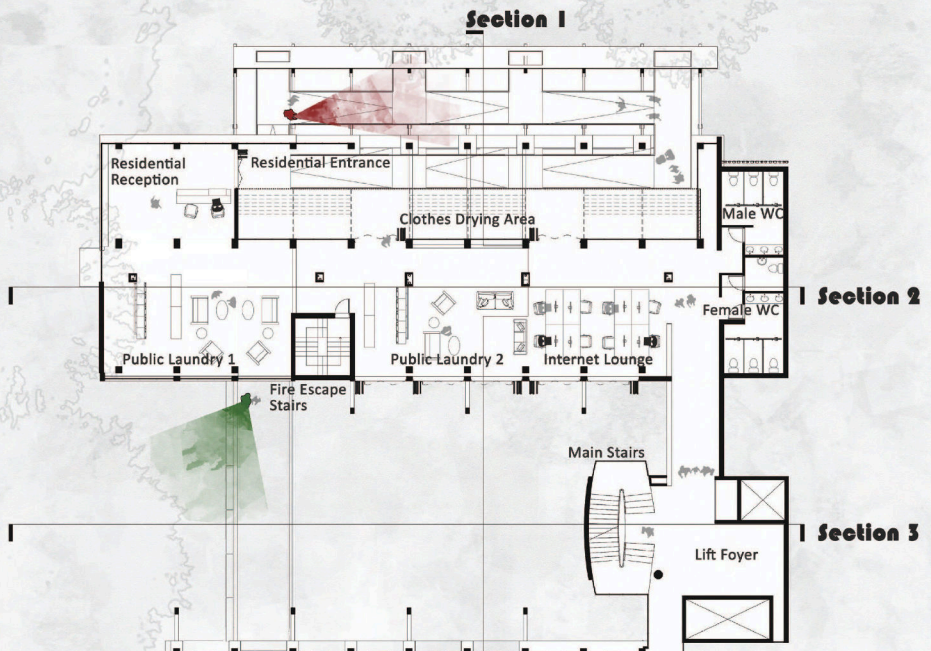 Section 1
Residential
Reception
Residential Entrance
Clothes Drying Area
Male WC
Section 2
Female WC
Public Laundry 1
Public Laundry 2
Internet Lounge
Fire Escape
Stairs
Main Stairs
Section 3
Lift Foyer